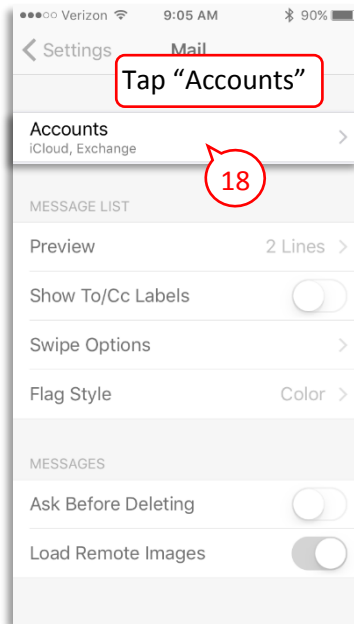 Verizon 9:05 AM 90%
Settings Mail
Tap “Accounts”
Accounts
iCloud, Exchange
18
MESSAGE LIST
Preview 2 Lines
Show To/Cc Labels
Swipe Options
Flag Style Color
MESSAGES
Ask Before Deleting
Load Remote Images